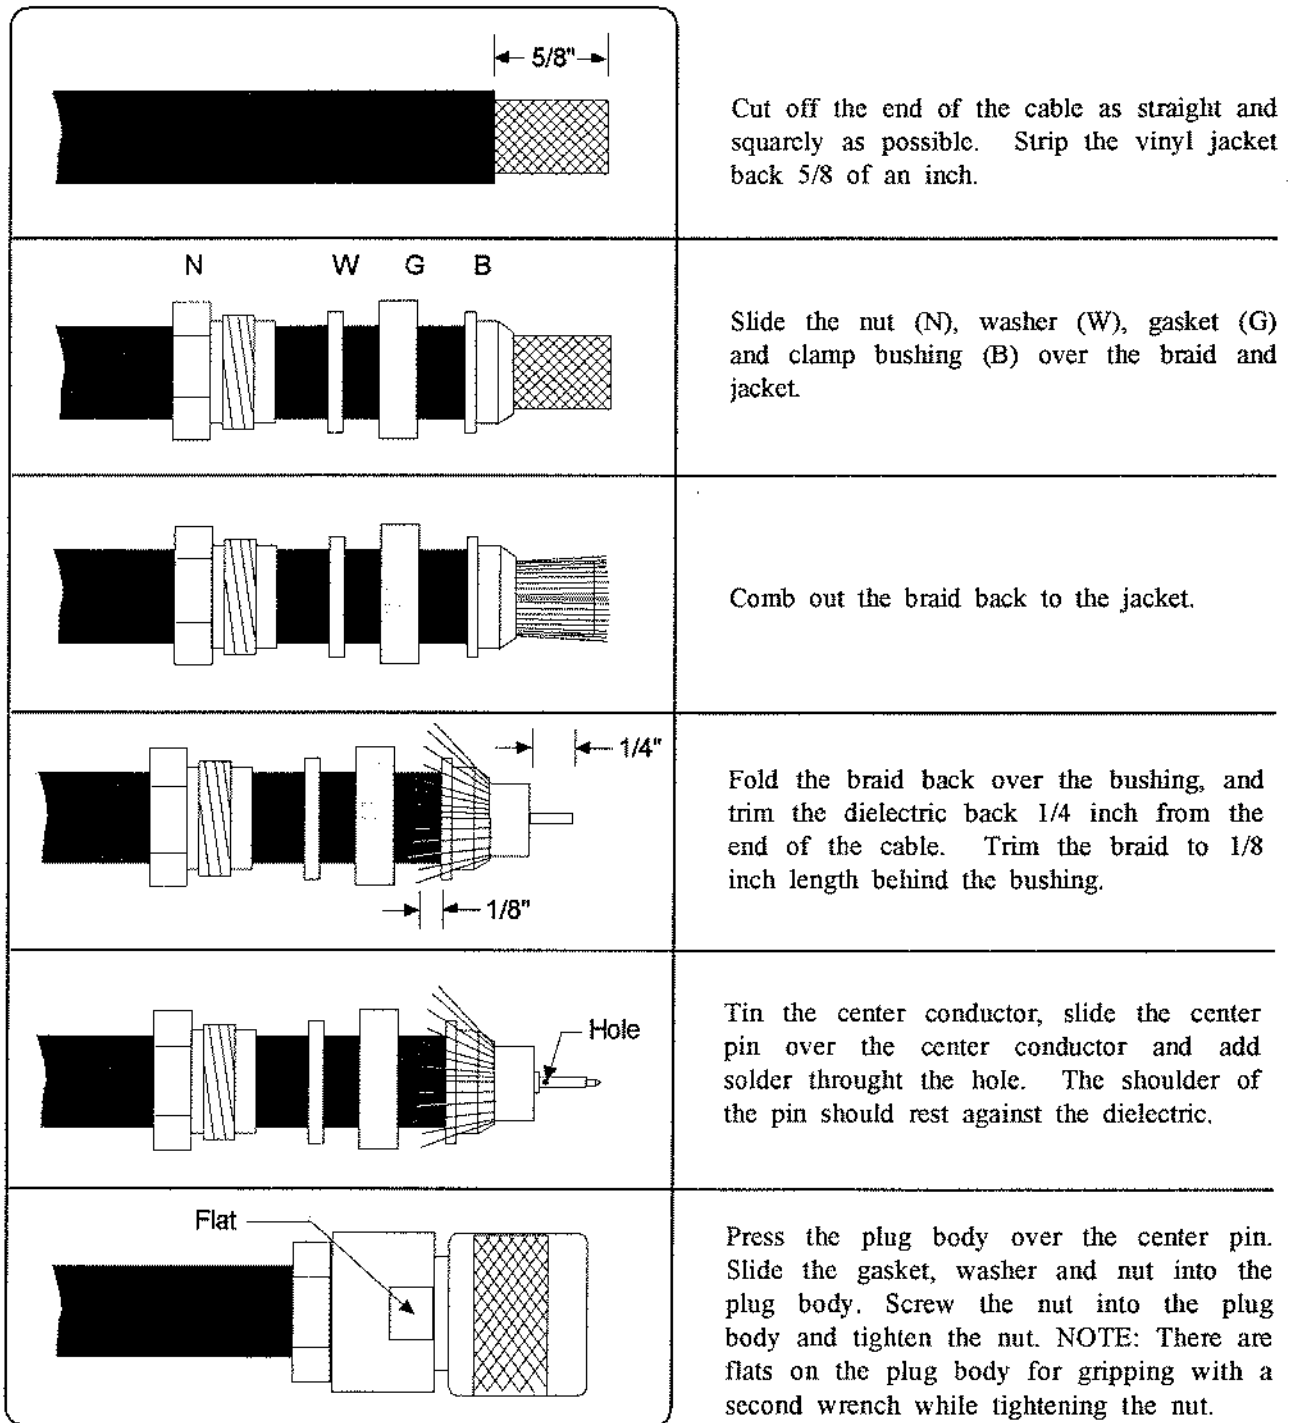 5/8"
Cut off the end of the cable as straight and
squarely as possible. Strip the vinyl jacket
back 5/8 of an inch.
N W G B
Slide the nut (N), washer (W), gasket (G)
and clamp bushing (B) over the braid and
jacket.
Comb out the braid back to the jacket.
1/4"
1/8"
Fold the braid back over the bushing, and
trim the dielectric back 1/4 inch from the
end of the cable. Trim the braid to 1/8
inch length behind the bushing.
Hole
Tin the center conductor, slide the center
pin over the center conductor and add
solder throught the hole. The shoulder of
the pin should rest against the dielectric.
Flat
Press the plug body over the center pin.
Slide the gasket, washer and nut into the
plug body. Screw the nut into the plug
body and tighten the nut. NOTE: There are
flats on the plug body for gripping with a
second wrench while tightening the nut.